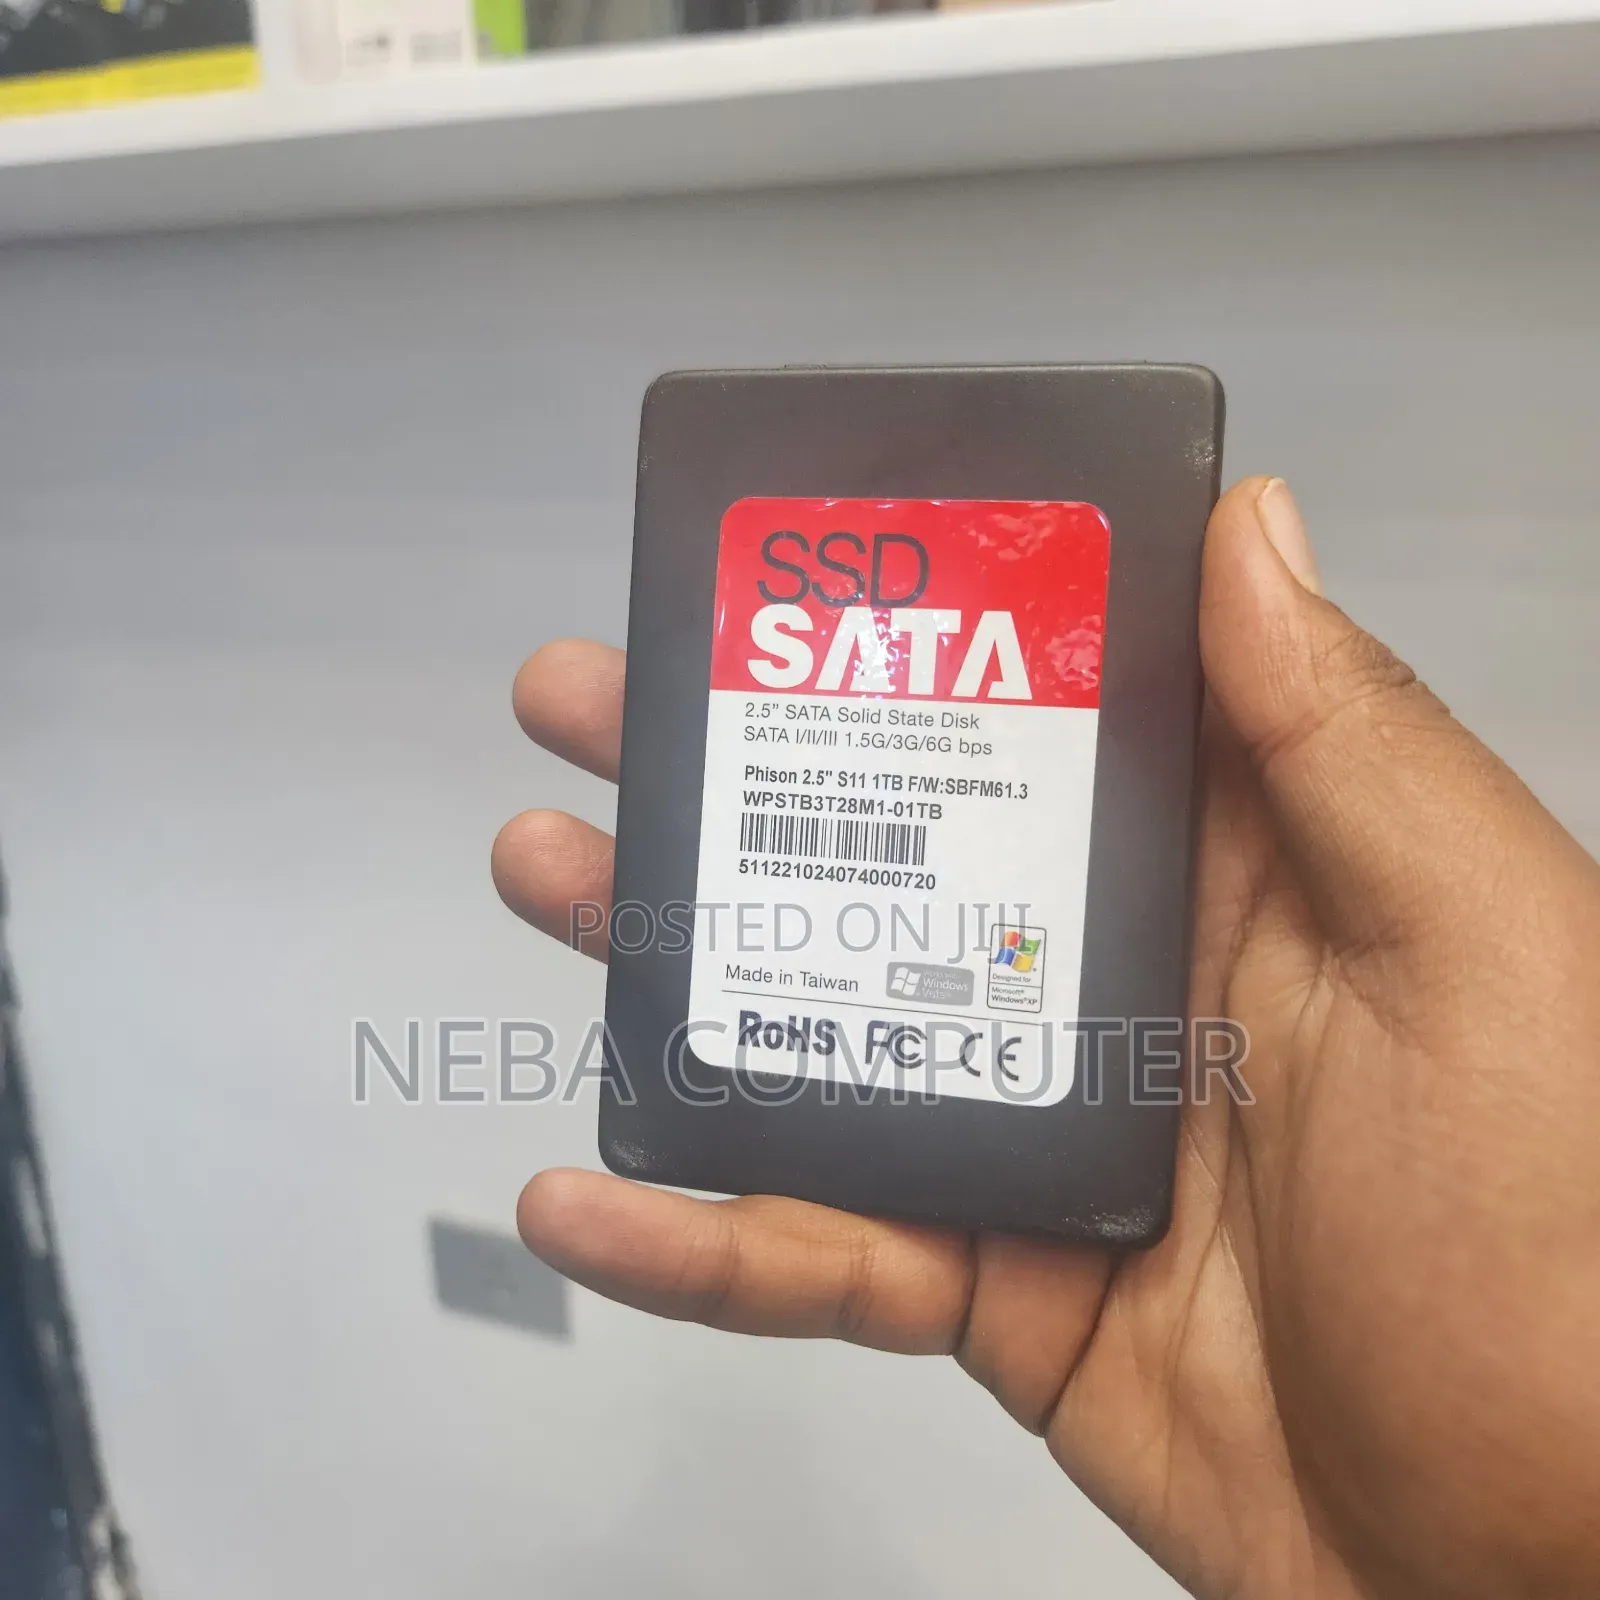 SSD
SATA
2.5” SATA Solid State Disk
SATA I/II/III 1.5G/3G/6G bps
Phison 2.5" S11 1TB F/W:SBFM61.3
WPSTB3T28M1-01TB
511221024074000720
POSTED ON JIJI
Made in Taiwan
Windows Vista™
Designed for
Microsoft®
Windows®XP
RoHS FC CE
NEBA COMPUTER